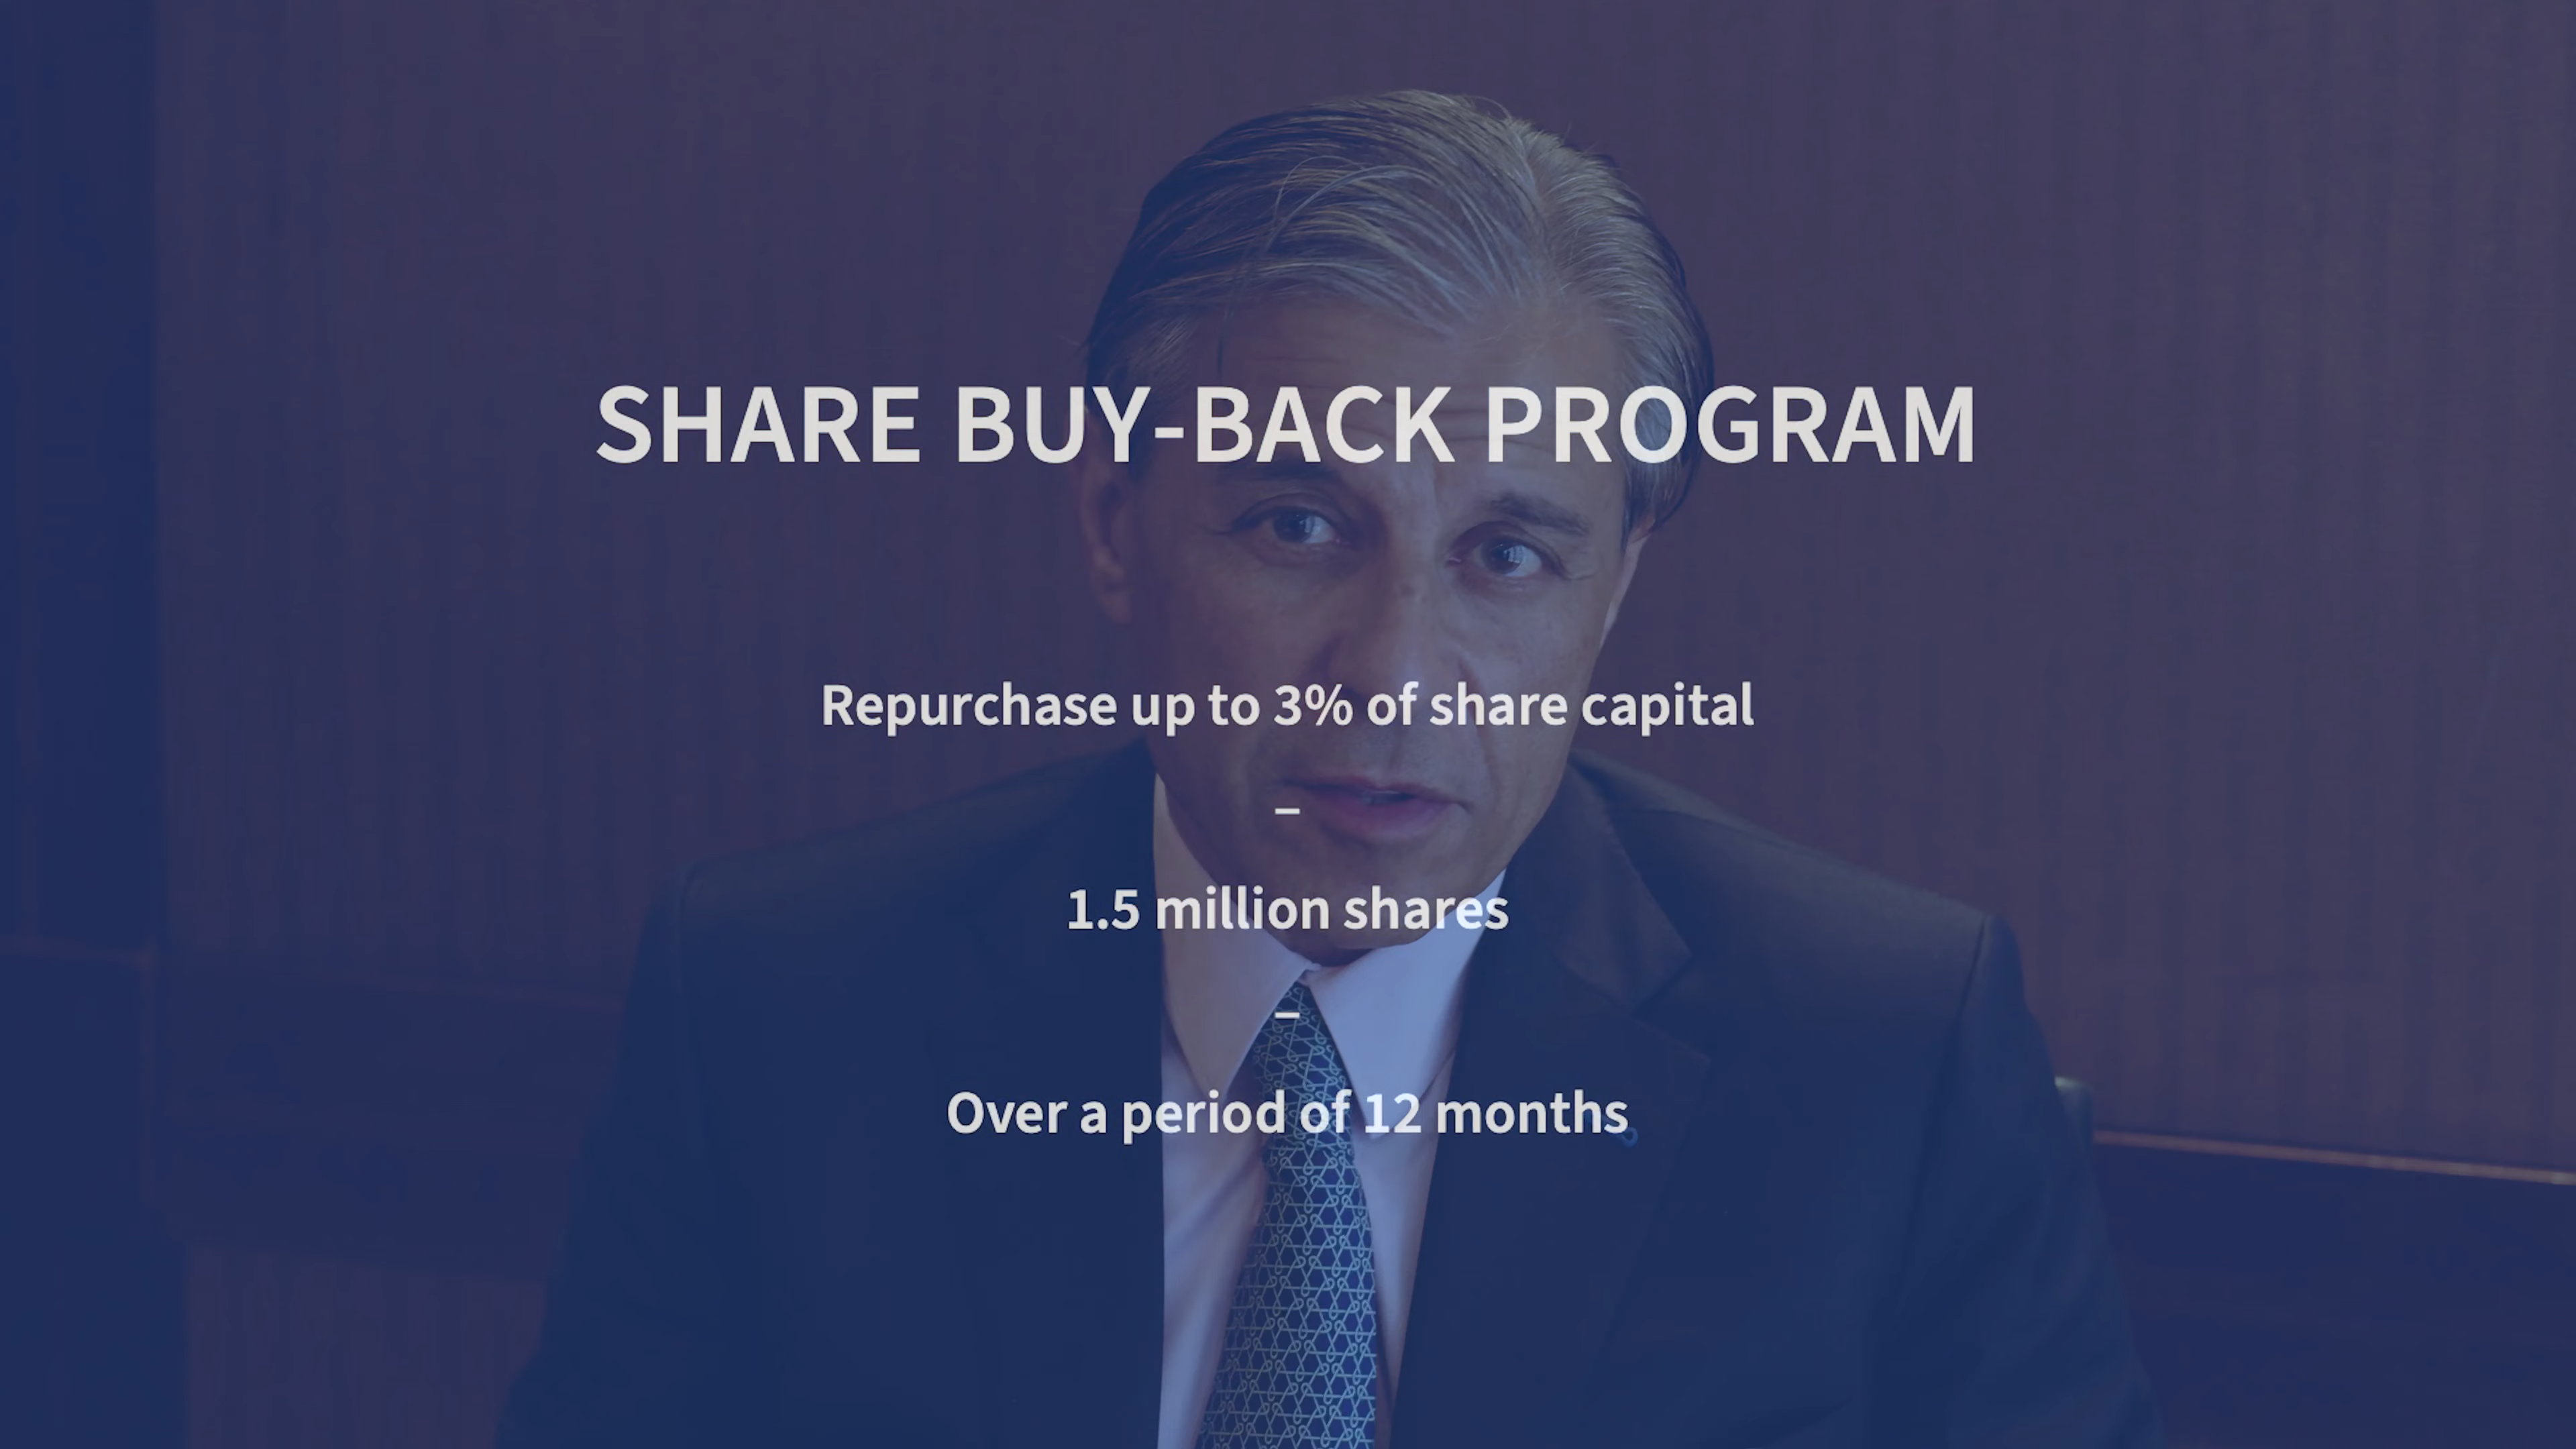 SHARE BUY-BACK PROGRAM
Repurchase up to 3% of share capital
–
1.5 million shares
–
Over a period of 12 months